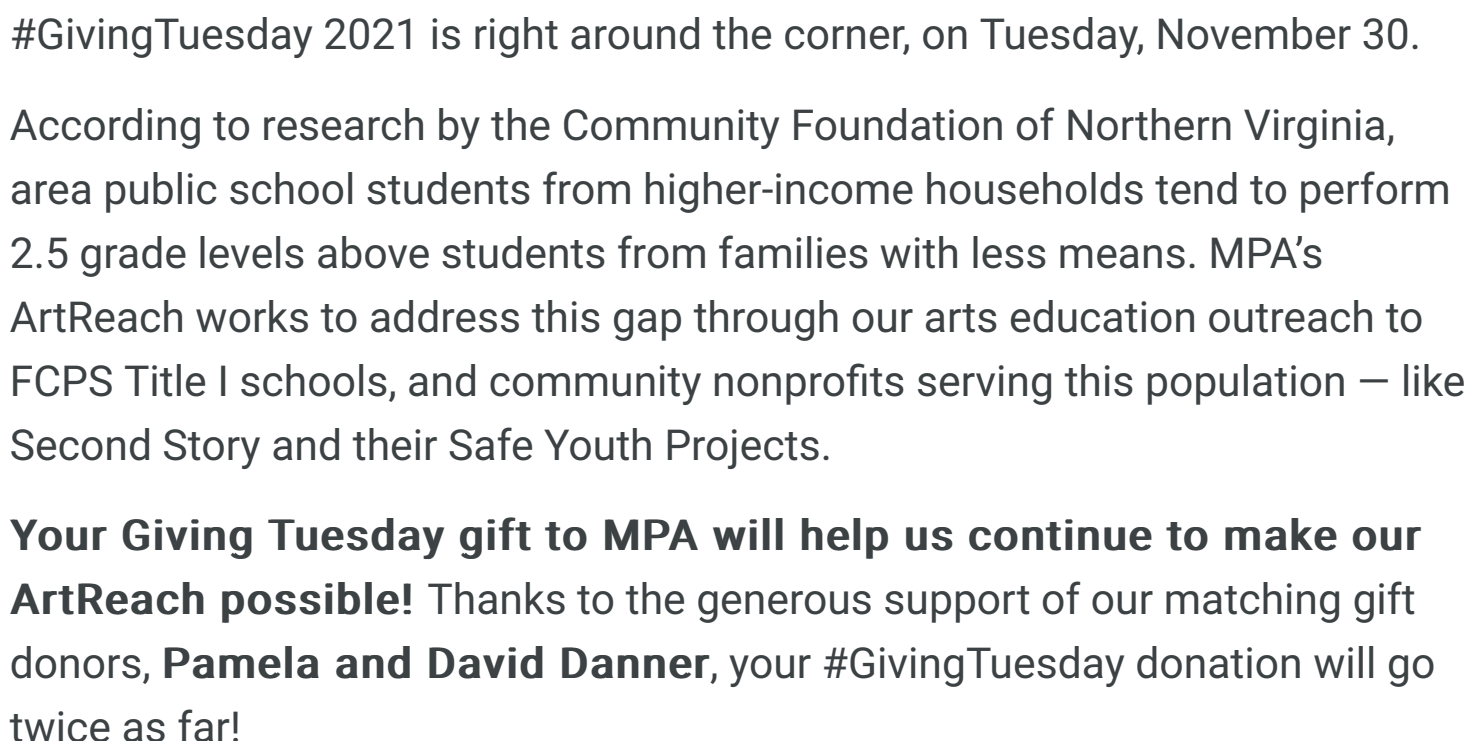 #GivingTuesday 2021 is right around the corner, on Tuesday, November 30.
According to research by the Community Foundation of Northern Virginia,
area public school students from higher-income households tend to perform
2.5 grade levels above students from families with less means. MPA’s
ArtReach works to address this gap through our arts education outreach to
FCPS Title I schools, and community nonprofits serving this population — like
Second Story and their Safe Youth Projects.
Your Giving Tuesday gift to MPA will help us continue to make our
ArtReach possible! Thanks to the generous support of our matching gift
donors, Pamela and David Danner, your #GivingTuesday donation will go
twice as far!